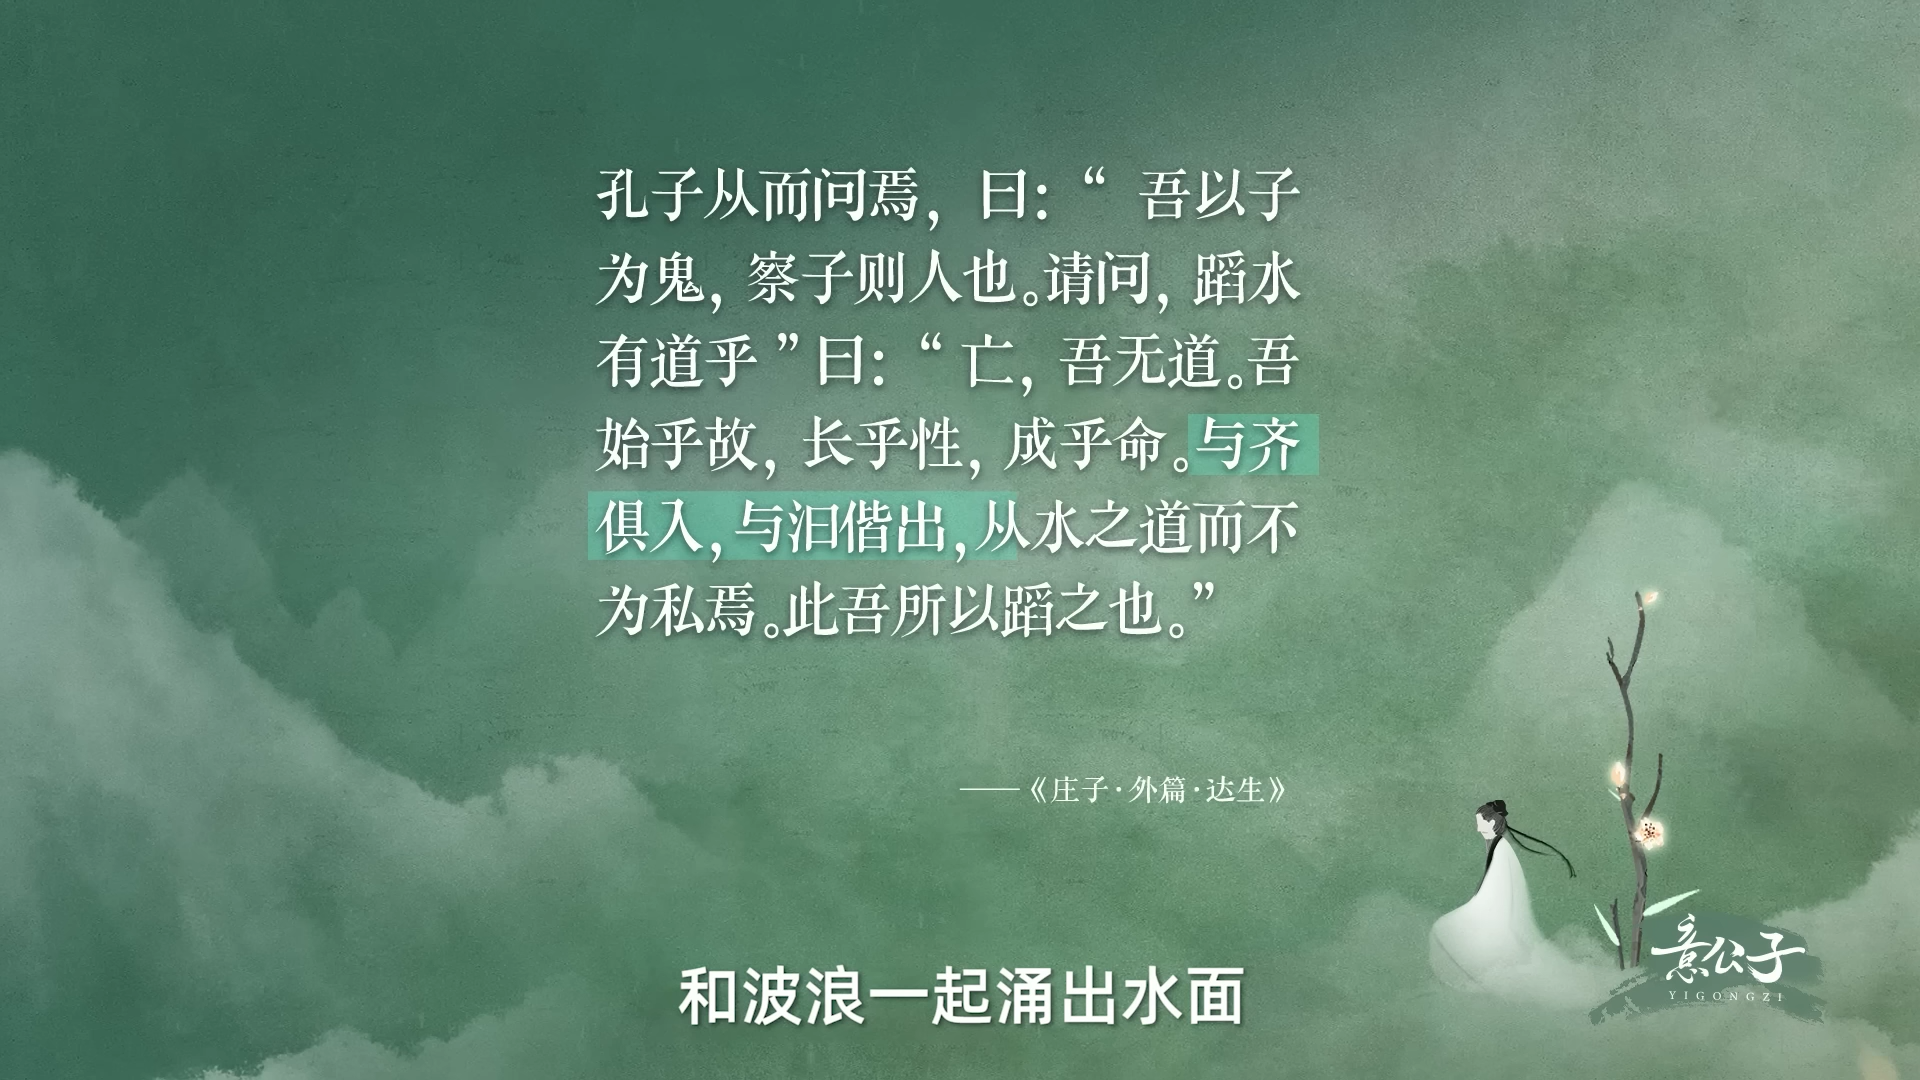 孔子从而问焉，曰：“吾以子
为鬼，察子则人也。请问，蹈水
有道乎”曰：“亡，吾无道。吾
始乎故，长乎性，成乎命。与齐
俱入，与汩偕出，从水之道而不
为私焉。此吾所以蹈之也。”
——《庄子·外篇·达生》
意公子
YIGONGZI
和波浪一起涌出水面